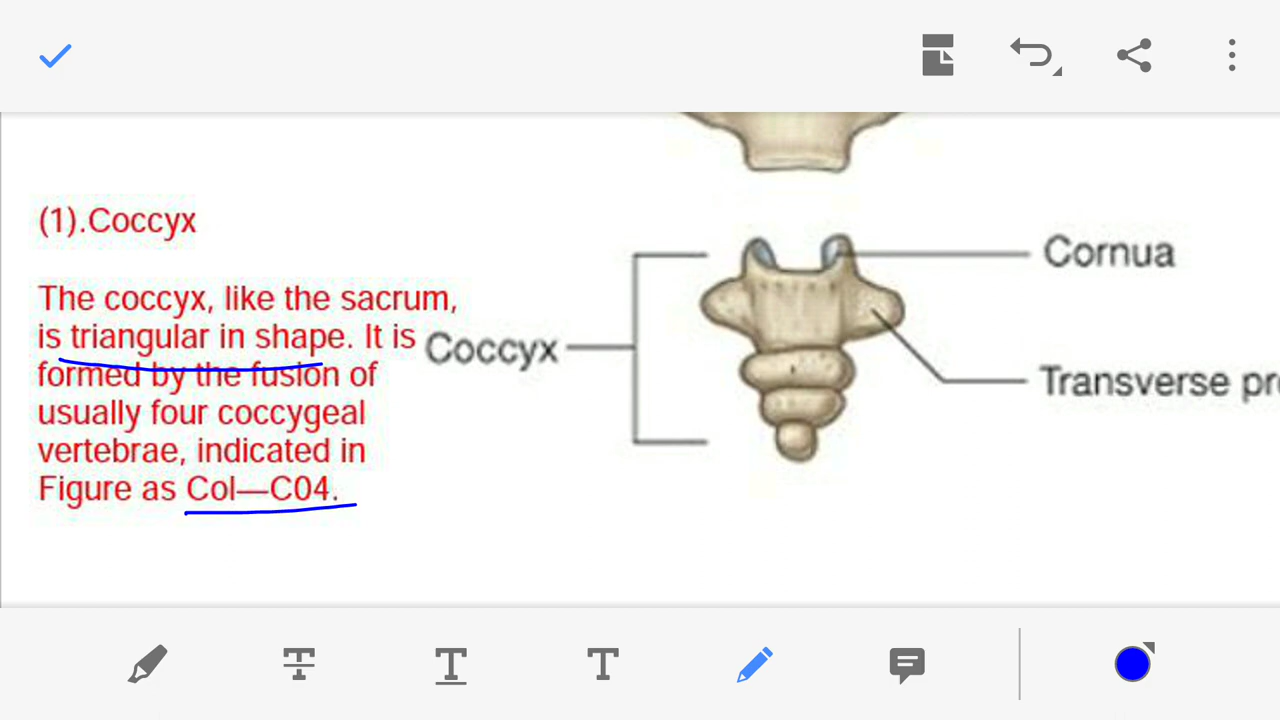 (1).Coccyx
The coccyx, like the sacrum,
is triangular in shape. It is
formed by the fusion of
usually four coccygeal
vertebrae, indicated in
Figure as Col—C04.
Coccyx
Cornua
Transverse pr